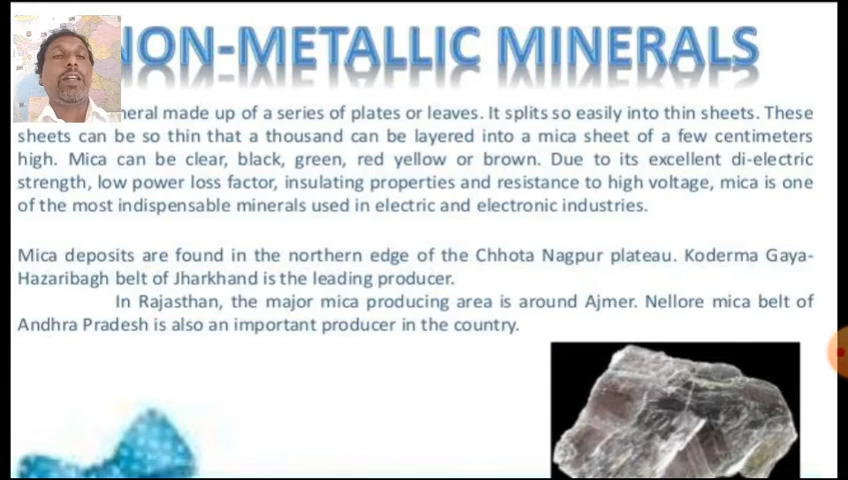 NON-METALLIC MINERALS
neral made up of a series of plates or leaves. It splits so easily into thin sheets. These
sheets can be so thin that a thousand can be layered into a mica sheet of a few centimeters
high. Mica can be clear, black, green, red yellow or brown. Due to its excellent di-electric
strength, low power loss factor, insulating properties and resistance to high voltage, mica is one
of the most indispensable minerals used in electric and electronic industries.
Mica deposits are found in the northern edge of the Chhota Nagpur plateau. Koderma Gaya-
Hazaribagh belt of Jharkhand is the leading producer.
In Rajasthan, the major mica producing area is around Ajmer. Nellore mica belt of
Andhra Pradesh is also an important producer in the country.